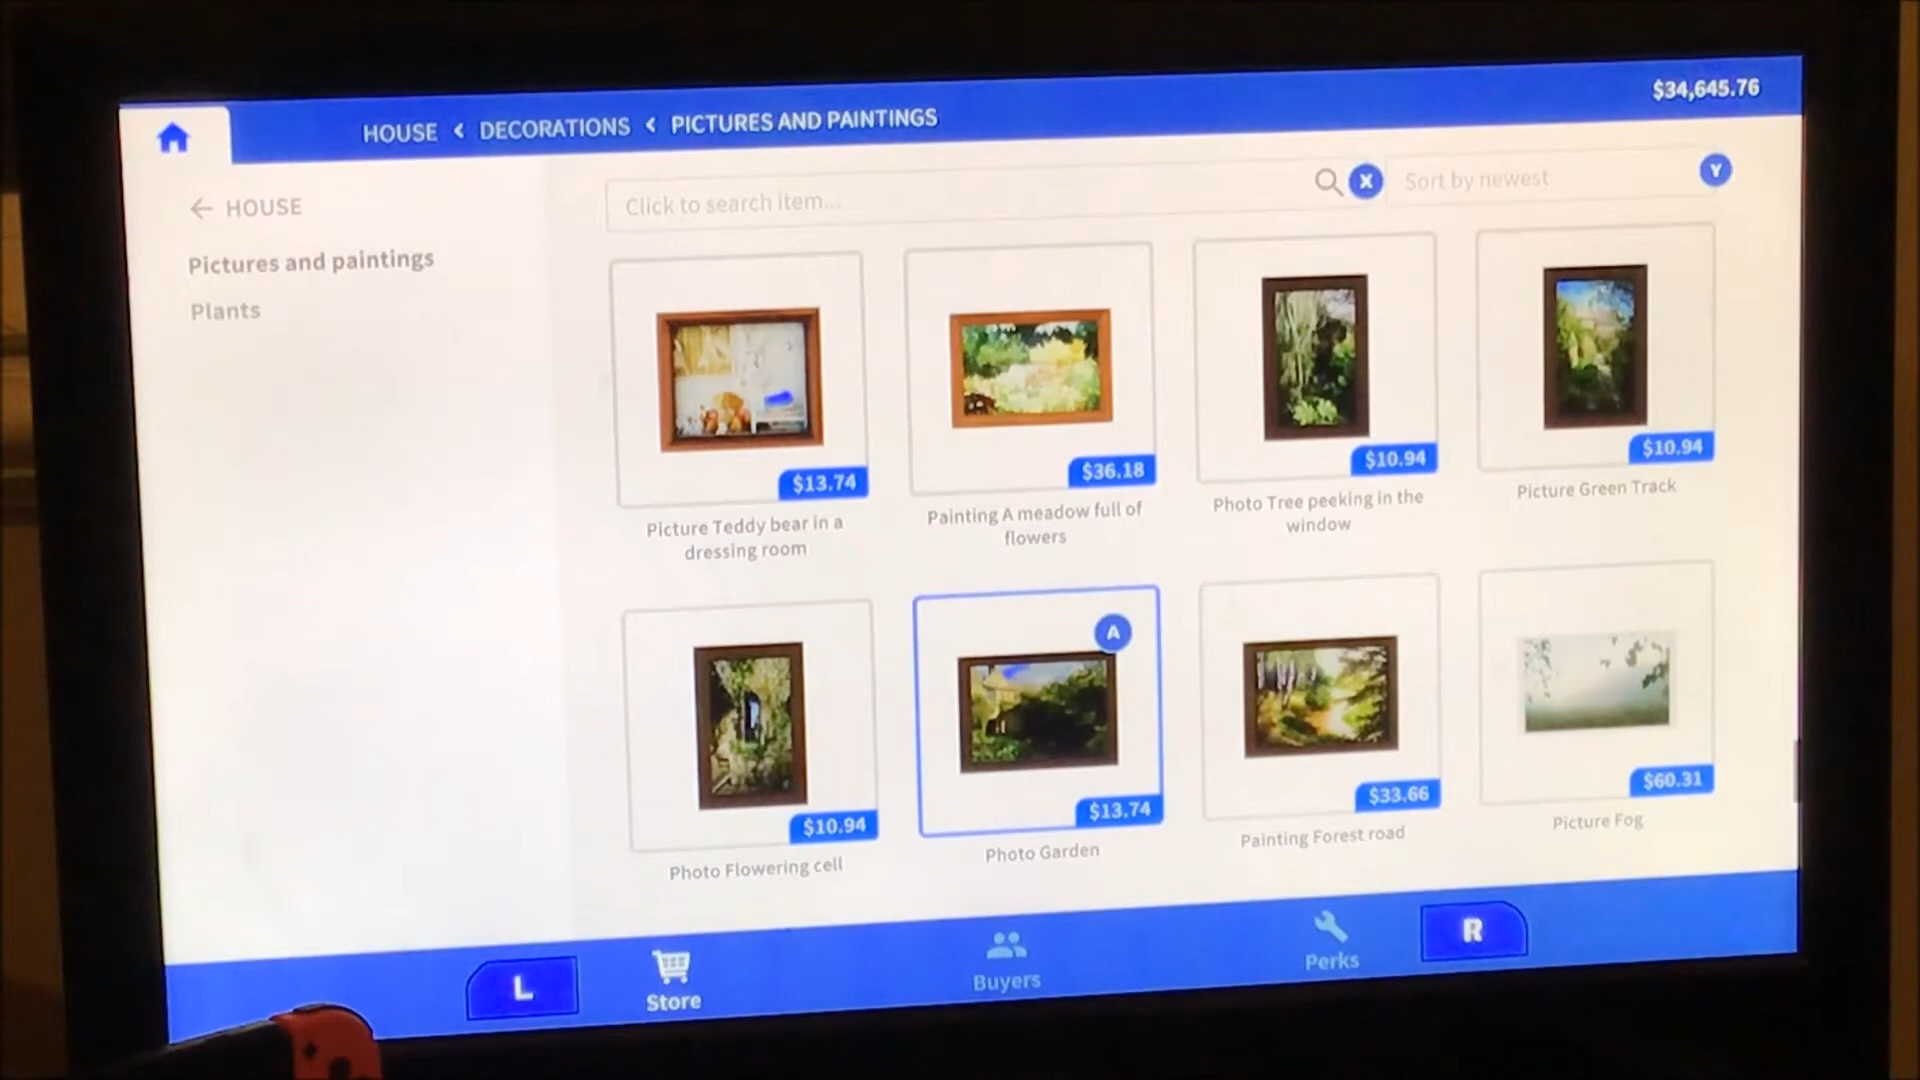 $34,645.76
HOUSE < DECORATIONS < PICTURES AND PAINTINGS
← HOUSE
Pictures and paintings
Plants
Click to search item...
X
Sort by newest
Y
$13.74
Picture Teddy bear in a
dressing room
$36.18
Painting A meadow full of
flowers
$10.94
Photo Tree peeking in the
window
$10.94
Picture Green Track
$10.94
Photo Flowering cell
A
$13.74
Photo Garden
$33.66
Painting Forest road
$60.31
Picture Fog
L
Store
Buyers
Perks
R